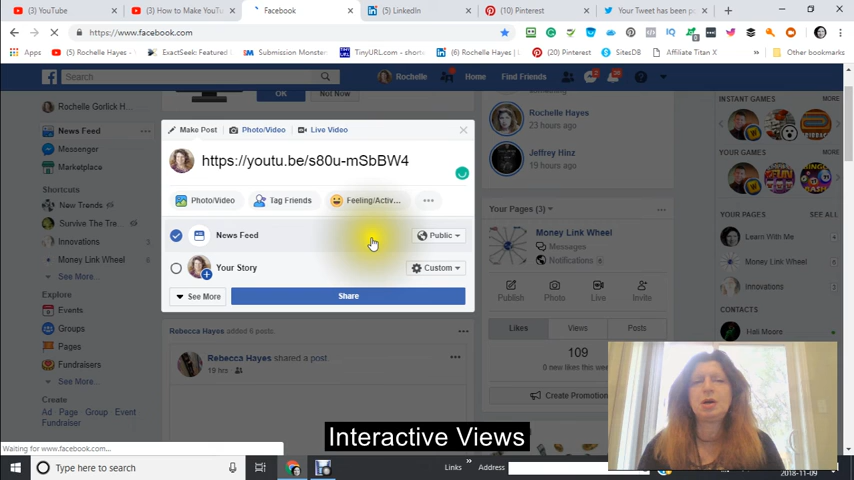 (3) YouTube
(3) How to Make YouTu
Facebook
(5) LinkedIn
(10) Pinterest
Your Tweet has been po
https://www.facebook.com
Apps
(5) Rochelle Hayes
ExactSeek: Featured
Submission Monster
TinyURL.com - shorte
(6) Rochelle Hayes | Li
(10) Pinterest
SitesDB
Affiliate Titan X
Other bookmarks
Search
Rochelle
Home
Find Friends
OK
Not Now
Rochelle Gorlick H...
News Feed
Messenger
Marketplace
Shortcuts
New Trends
Survive The Tre...
Innovations
Money Link Wheel
See More...
Explore
Events
Groups
Pages
Fundraisers
See More...
Create
Ad Page Group Event
Fundraiser
Make Post
Photo/Video
Live Video
https://youtu.be/s80u-mSbBW4
Photo/Video
Tag Friends
Feeling/Activ...
News Feed
Public
Your Story
Custom
See More
Share
Rebecca Hayes added 6 posts.
Rebecca Hayes shared a post.
19 hrs
Rochelle Hayes
23 hours ago
Jeffrey Hinz
19 hours ago
Your Pages (3)
Money Link Wheel
Messages
Notifications 6
Publish
Photo
Live
Invite
Likes
Views
Posts
109
0 new likes this wee
Create Promotion
INSTANT GAMES
MORE
YOUR PAGES
SEE ALL
Learn With Me
Money Link Wheel
Innovations
CONTACTS
Hall Moore
Interactive Views
Waiting for www.facebook.com...
Type here to search
Links
Address
2018-11-09